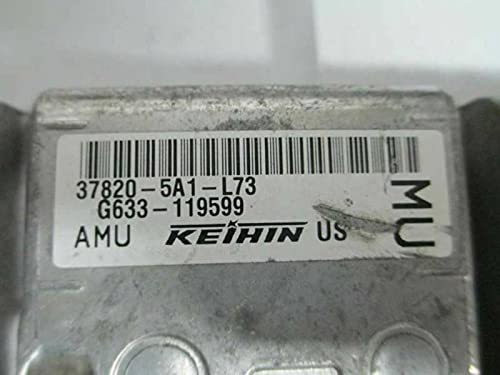 37820-5A1-L73
G633-119599
AMU KEIHIN US
MU